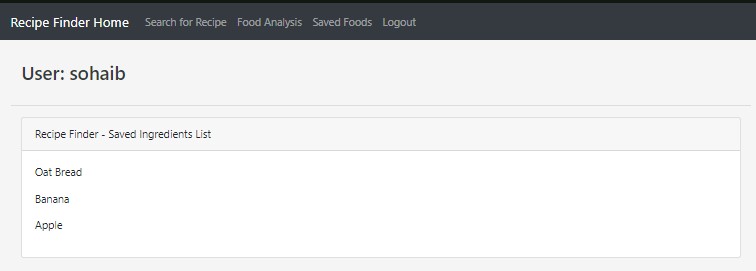 Recipe Finder Home Search for Recipe Food Analysis Saved Foods Logout
User: sohaib
Recipe Finder - Saved Ingredients List
Oat Bread
Banana
Apple